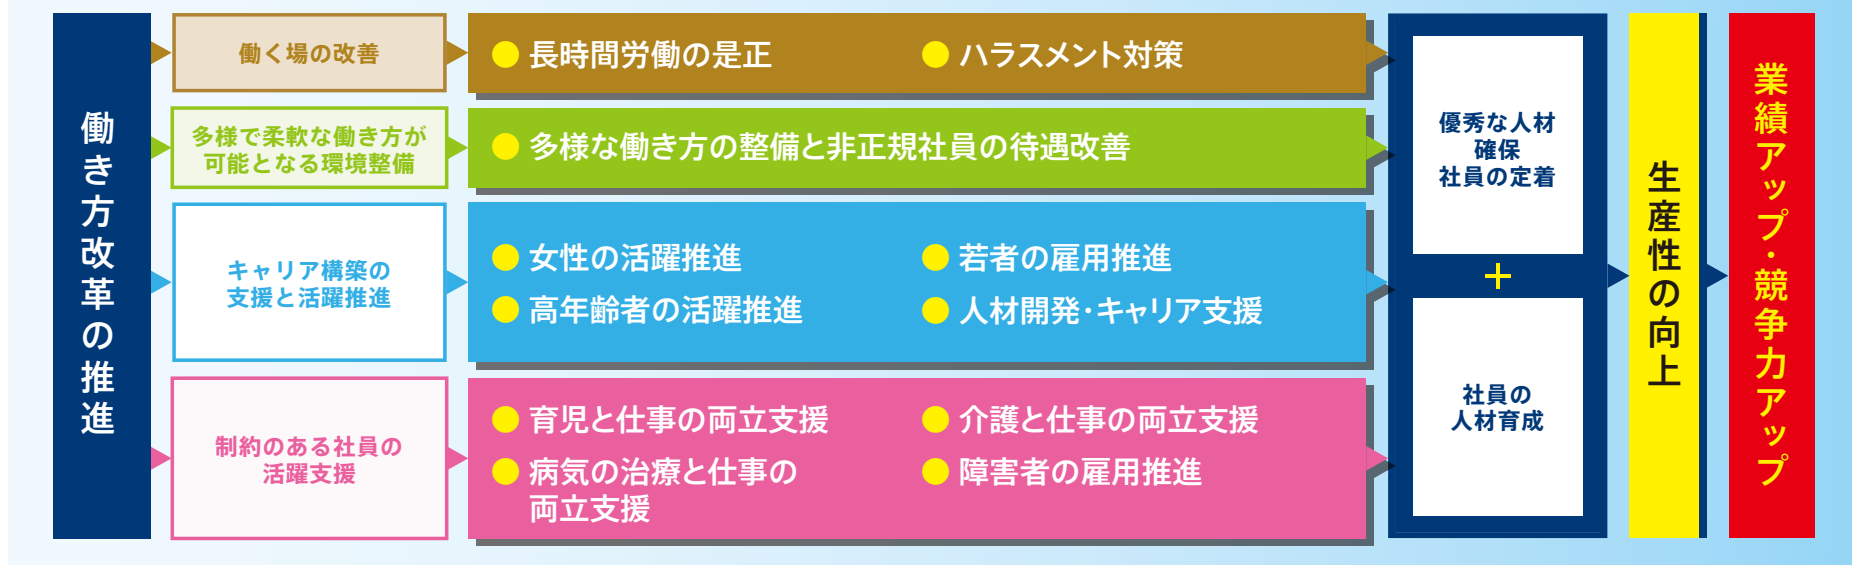 働き方改革の推進
働く場の改善
長時間労働の是正
ハラスメント対策
多様で柔軟な働き方が
可能となる環境整備
多様な働き方の整備と非正規社員の待遇改善
キャリア構築の
支援と活躍推進
女性の活躍推進
若者の雇用推進
高年齢者の活躍推進
人材開発・キャリア支援
制約のある社員の
活躍支援
育児と仕事の両立支援
介護と仕事の両立支援
病気の治療と仕事の
両立支援
障害者の雇用推進
優秀な人材
確保
社員の定着
+
社員の
人材育成
生産性の向上
業績アップ・競争力アップ